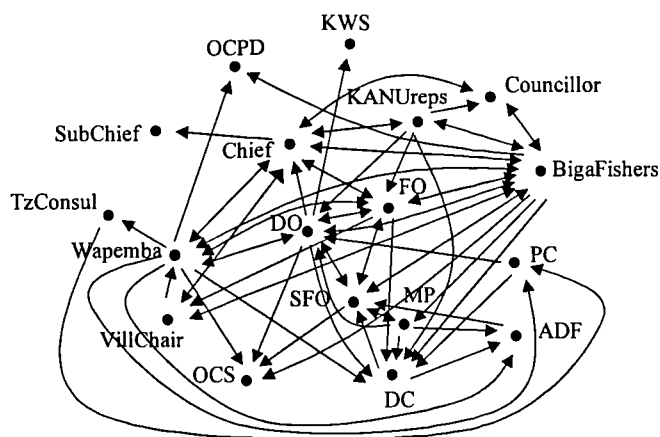 KWS
OCPD
Councillor
KANUreps
SubChief
Chief
BigaFishers
TzConsul
FO
DO
Wapemba
PC
SFO
MP
VillChair
ADF
OCS
DC